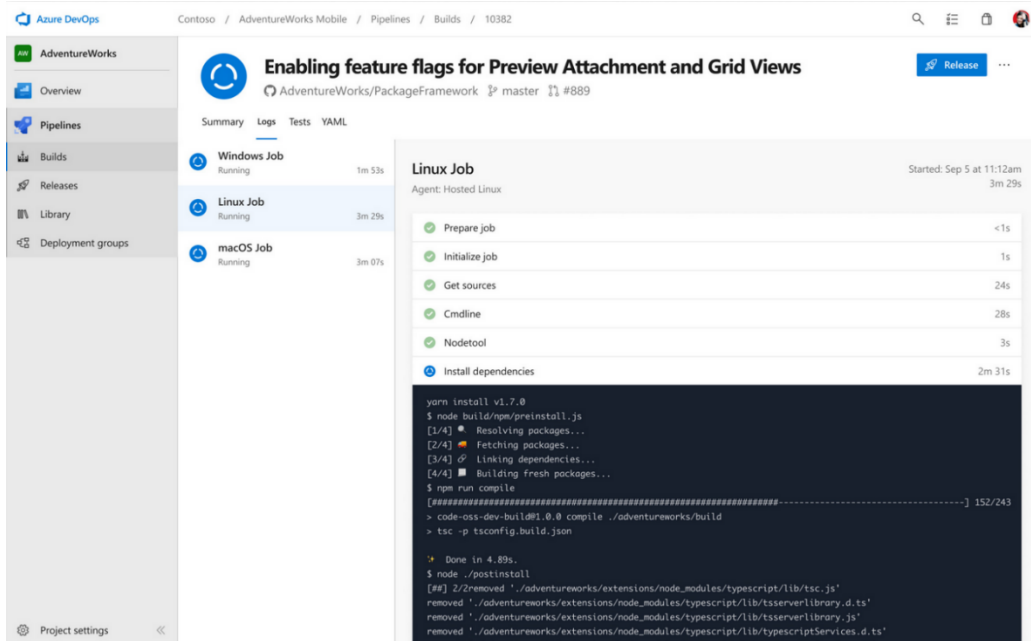 Azure DevOps
Contoso / AdventureWorks Mobile / Pipelines / Builds / 10382
AW AdventureWorks
Overview
Pipelines
Builds
Releases
Library
Deployment groups
Project settings
Enabling feature flags for Preview Attachment and Grid Views
AdventureWorks/PackageFramework master #889
Release ...
Summary Logs Tests YAML
Windows Job
Running 1m 53s
Linux Job
Running 3m 29s
macOS Job
Running 3m 07s
Linux Job
Agent: Hosted Linux
Started: Sep 5 at 11:12am
3m 29s
Prepare job <1s
Initialize job 1s
Get sources 24s
Cmdline 28s
Nodetool 3s
Install dependencies 2m 31s
yarn install v1.7.0
$ node build/npm/preinstall.js
[1/4] 🔍 Resolving packages...
[2/4] 🚚 Fetching packages...
[3/4] 🔗 Linking dependencies...
[4/4] 📃 Building fresh packages...
$ npm run compile
[######################################################################------------------------------------] 152/243
> code-oss-dev-build@1.0.0 compile ./adventureworks/build
> tsc -p tsconfig.build.json
✨ Done in 4.89s.
$ node ./postinstall
[##] 2/2removed './adventureworks/extensions/node_modules/typescript/lib/tsc.js'
removed './adventureworks/extensions/node_modules/typescript/lib/tsserverlibrary.d.ts'
removed './adventureworks/extensions/node_modules/typescript/lib/tsserverlibrary.js'
removed './adventureworks/extensions/node_modules/typescript/lib/typescriptServices.d.ts'